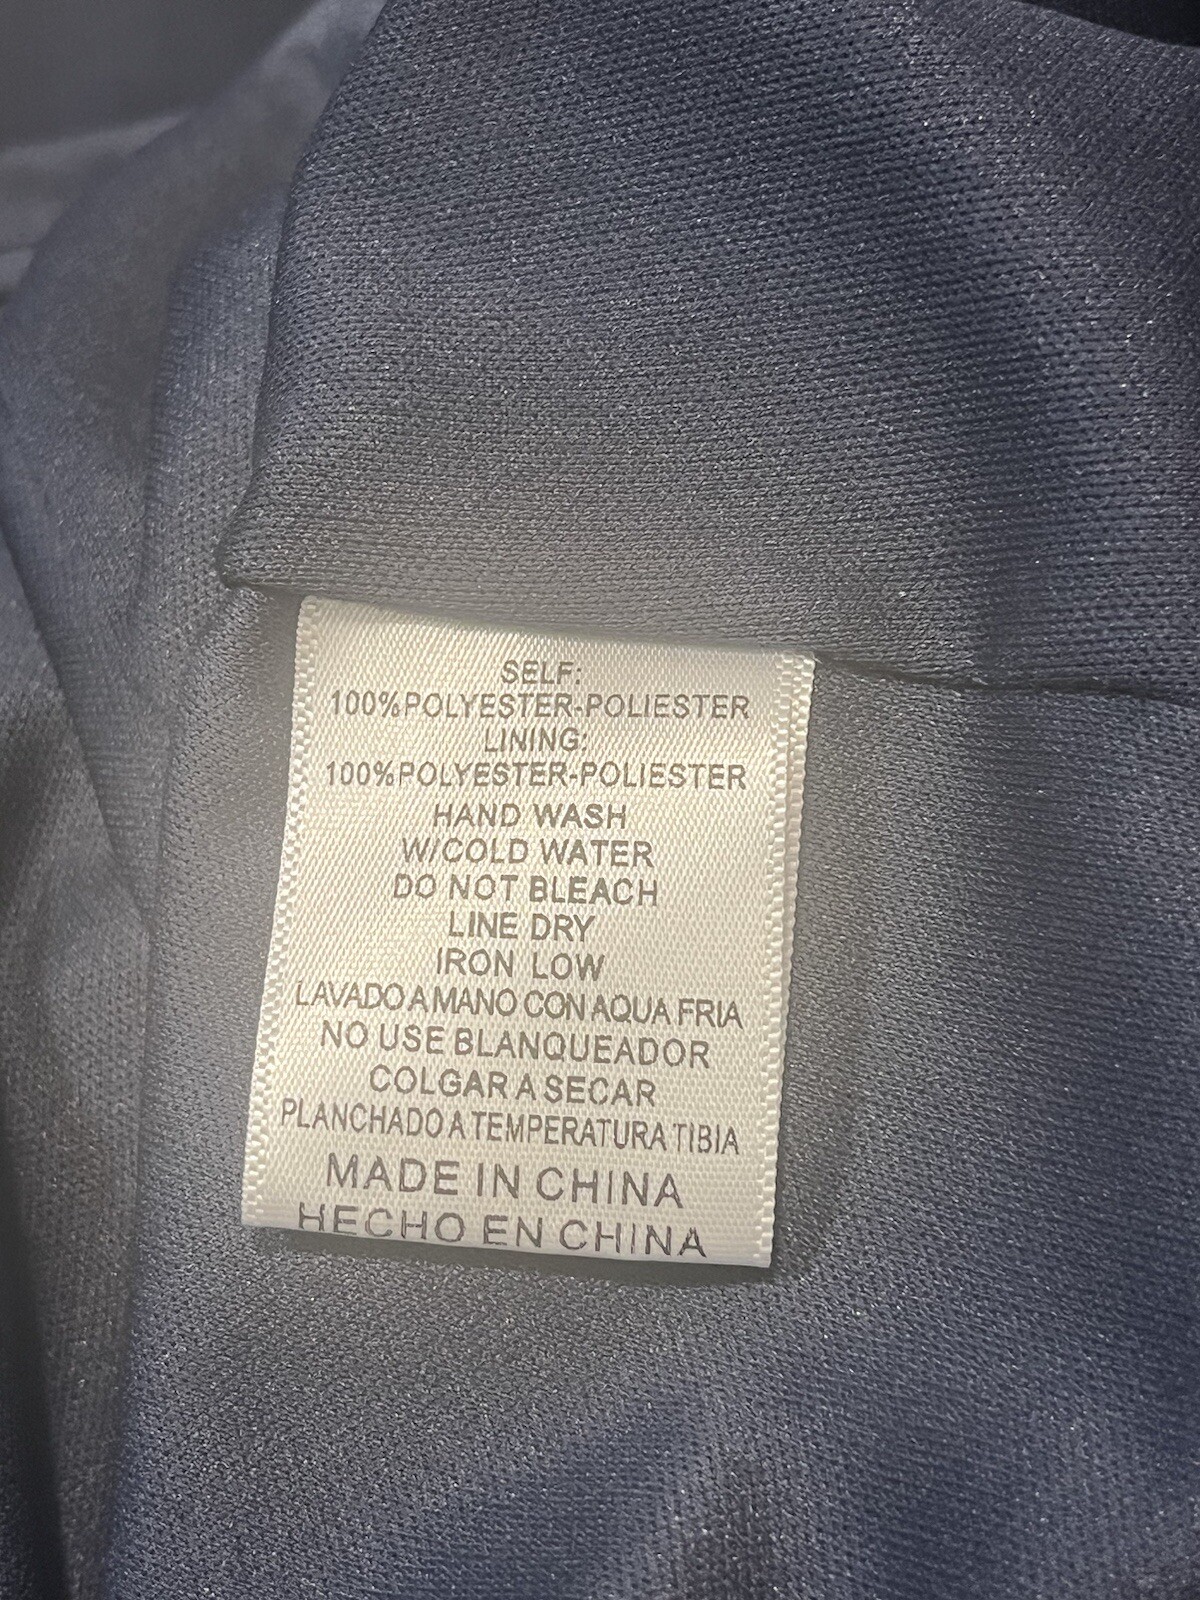 SELF:
100%POLYESTER-POLIESTER
LINING:
100%POLYESTER-POLIESTER
HAND WASH
W/COLD WATER
DO NOT BLEACH
LINE DRY
IRON LOW
LAVADO A MANO CON AQUA FRIA
NO USE BLANQUEADOR
COLGAR A SECAR
PLANCHADO A TEMPERATURA TIBIA
MADE IN CHINA
HECHO EN CHINA